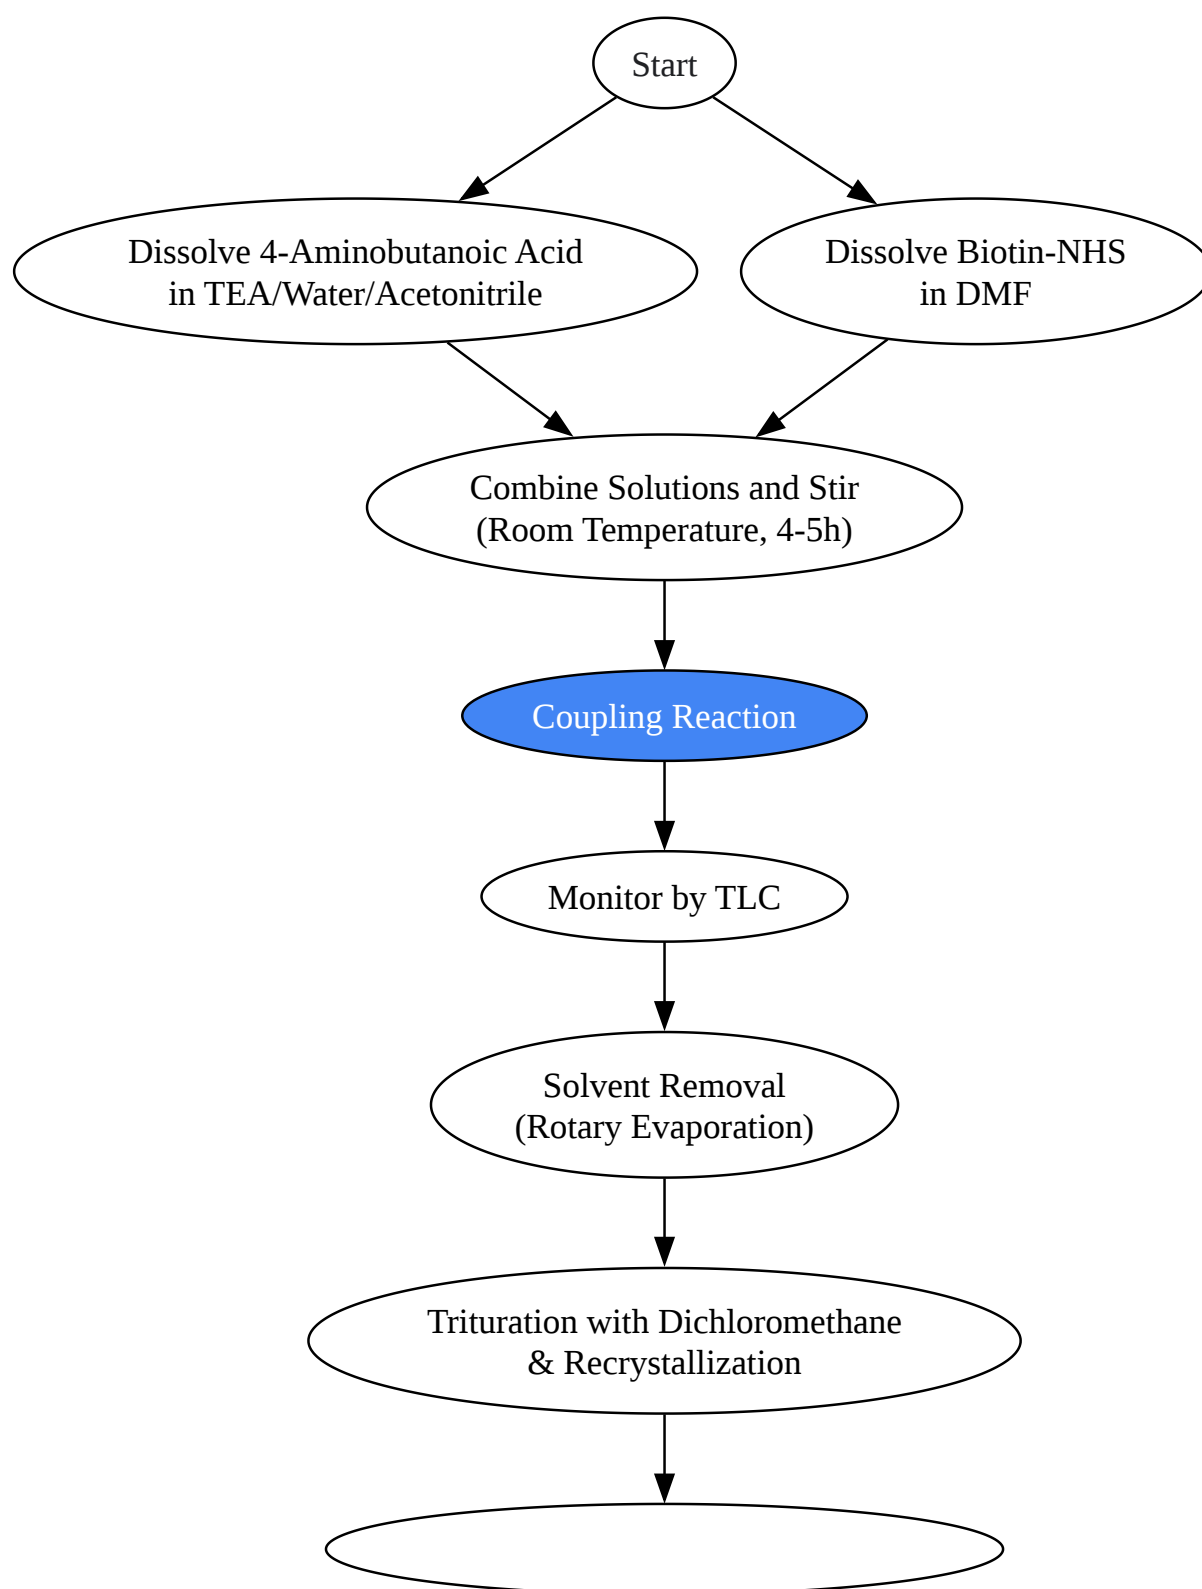 Start
Dissolve 4-Aminobutanoic Acid
in TEA/Water/Acetonitrile
Dissolve Biotin-NHS
in DMF
Combine Solutions and Stir
(Room Temperature, 4-5h)
Coupling Reaction
Monitor by TLC
Solvent Removal
(Rotary Evaporation)
Trituration with Dichloromethane
& Recrystallization